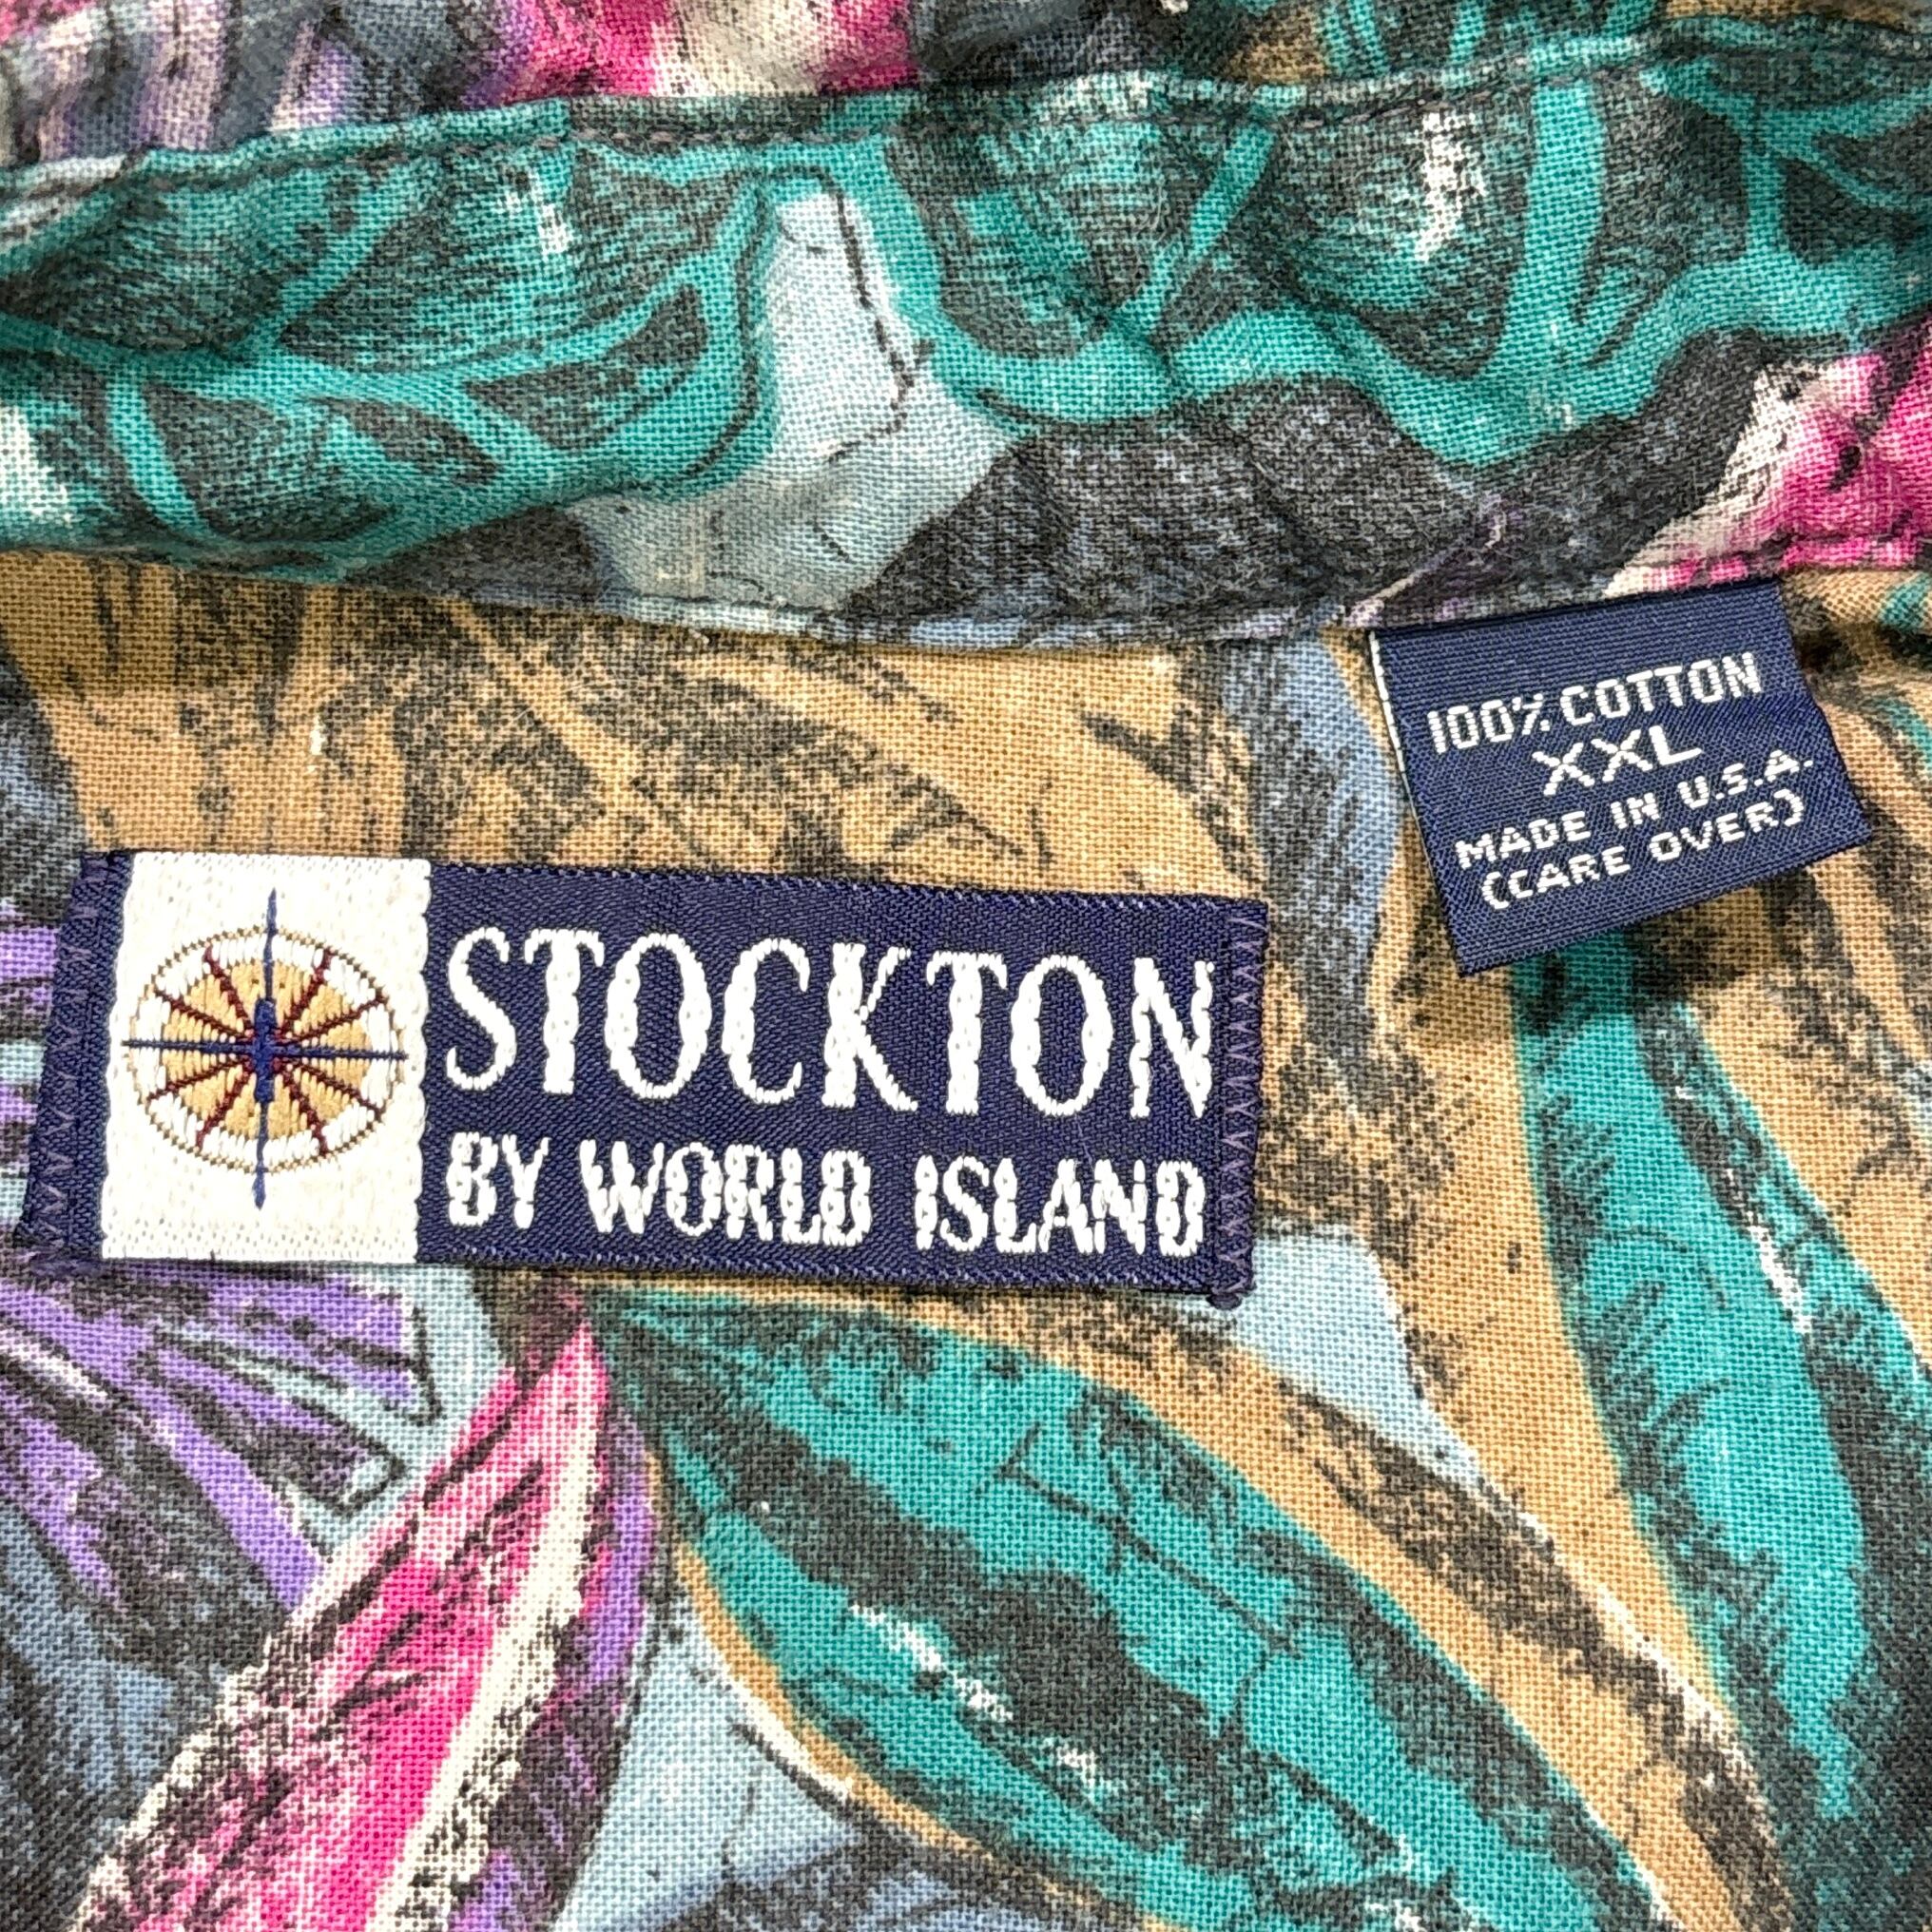 100% COTTON
XXL
MADE IN U.S.A.
(CARE OVER)
STOCKTON
BY WORLD ISLAND